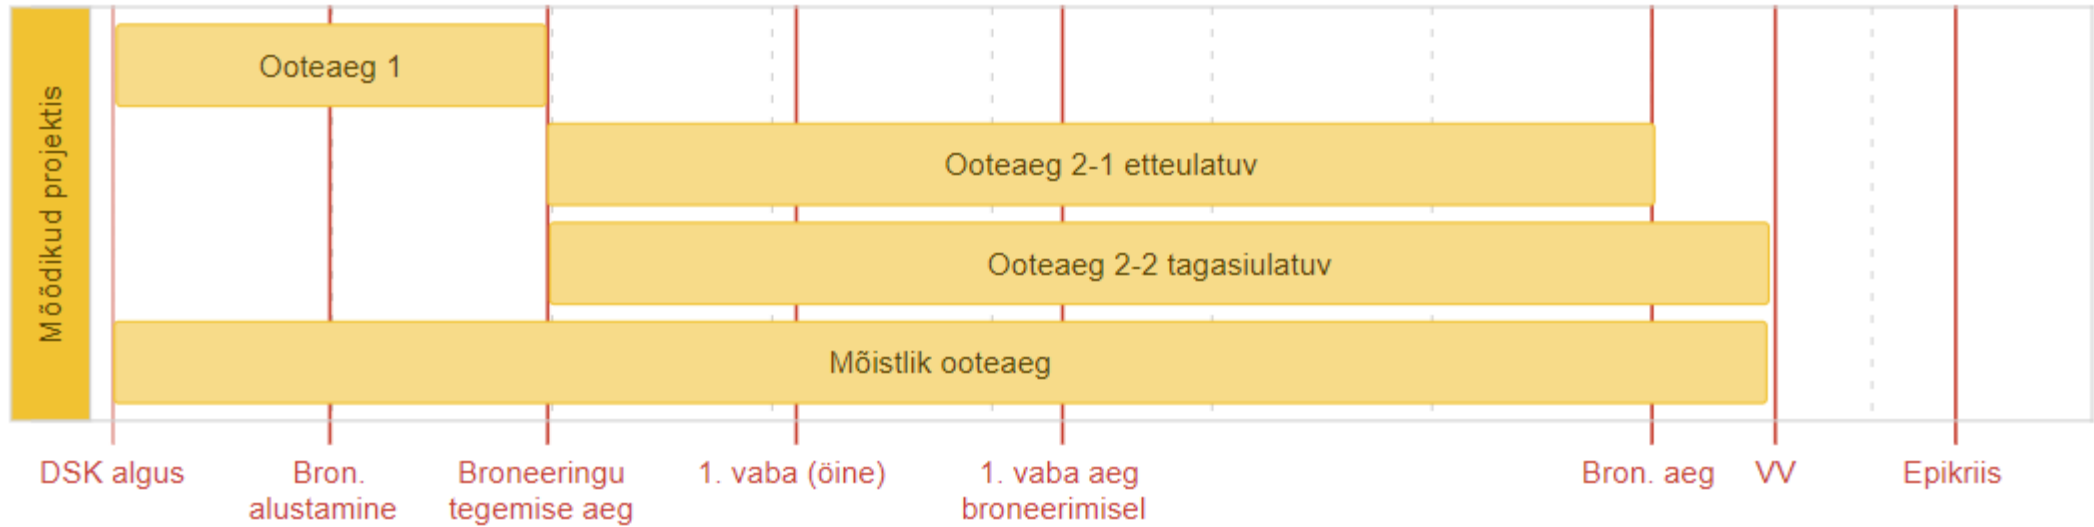 Mõõdikud projektis
Ooteaeg 1
Ooteaeg 2-1 etteulatuv
Ooteaeg 2-2 tagasiulatuv
Mõistlik ooteaeg
DSK algus
Bron.
alustamine
Broneeringu
tegemise aeg
1. vaba (öine)
1. vaba aeg
broneerimisel
Bron. aeg
VV
Epikriis